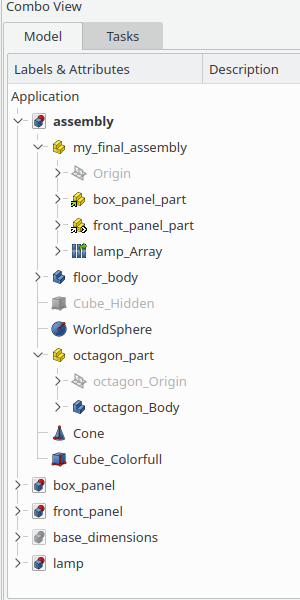 Combo View
Model Tasks
Labels & Attributes Description
Application
assembly
my_final_assembly
Origin
box_panel_part
front_panel_part
lamp_Array
floor_body
Cube_Hidden
WorldSphere
octagon_part
octagon_Origin
octagon_Body
Cone
Cube_Colorfull
box_panel
front_panel
base_dimensions
lamp